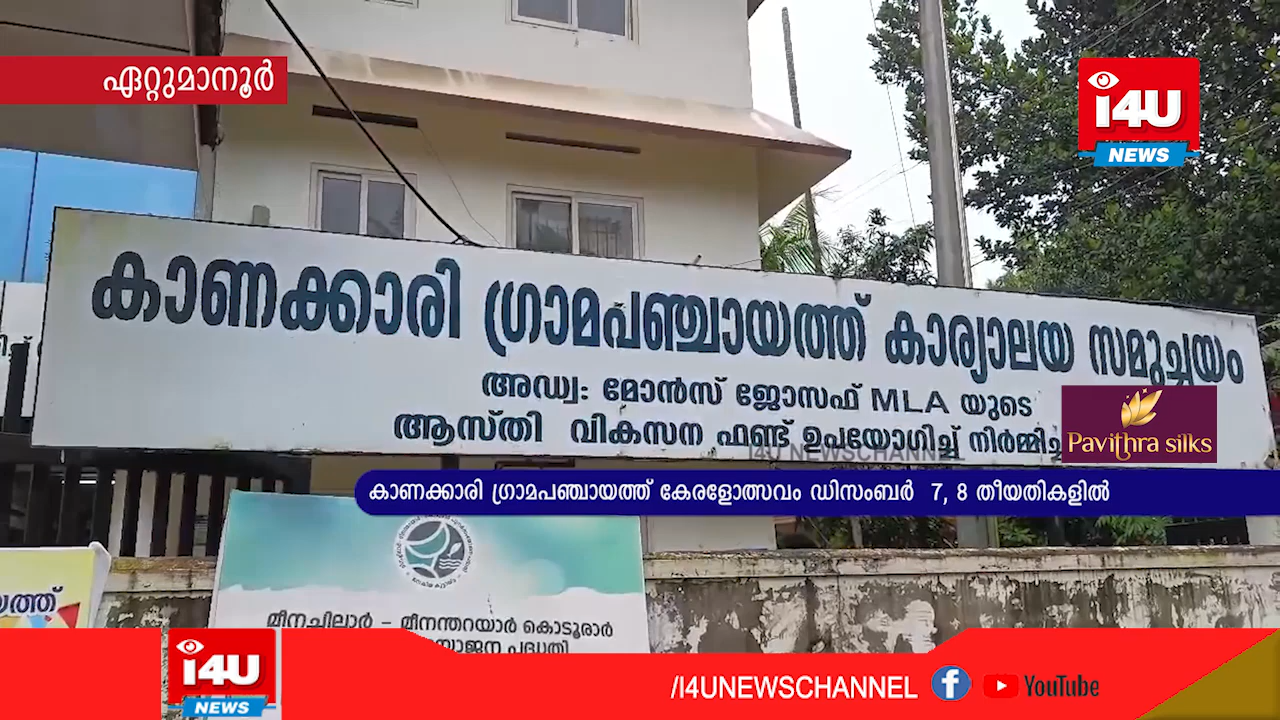 ഏറ്റുമാനൂർ
i4U
NEWS
കാണക്കാരി ഗ്രാമപഞ്ചായത്ത് കാര്യാലയ സമുച്ചയം
അഡ്വ: മോൻസ് ജോസഫ് MLA യുടെ
ആസ്തി വികസന ഫണ്ട് ഉപയോഗിച്ച്
Pavithra silks
I4U NEWSCHANNEL
കാണക്കാരി ഗ്രാമപഞ്ചായത്ത് കേരളോത്സവം ഡിസംബർ 7, 8 തീയതികളിൽ
മീനച്ചിലാർ - മീനന്തറയാർ കൊടൂരാർ
പദ്ധതി
i4U
NEWS
/I4UNEWSCHANNEL
YouTube